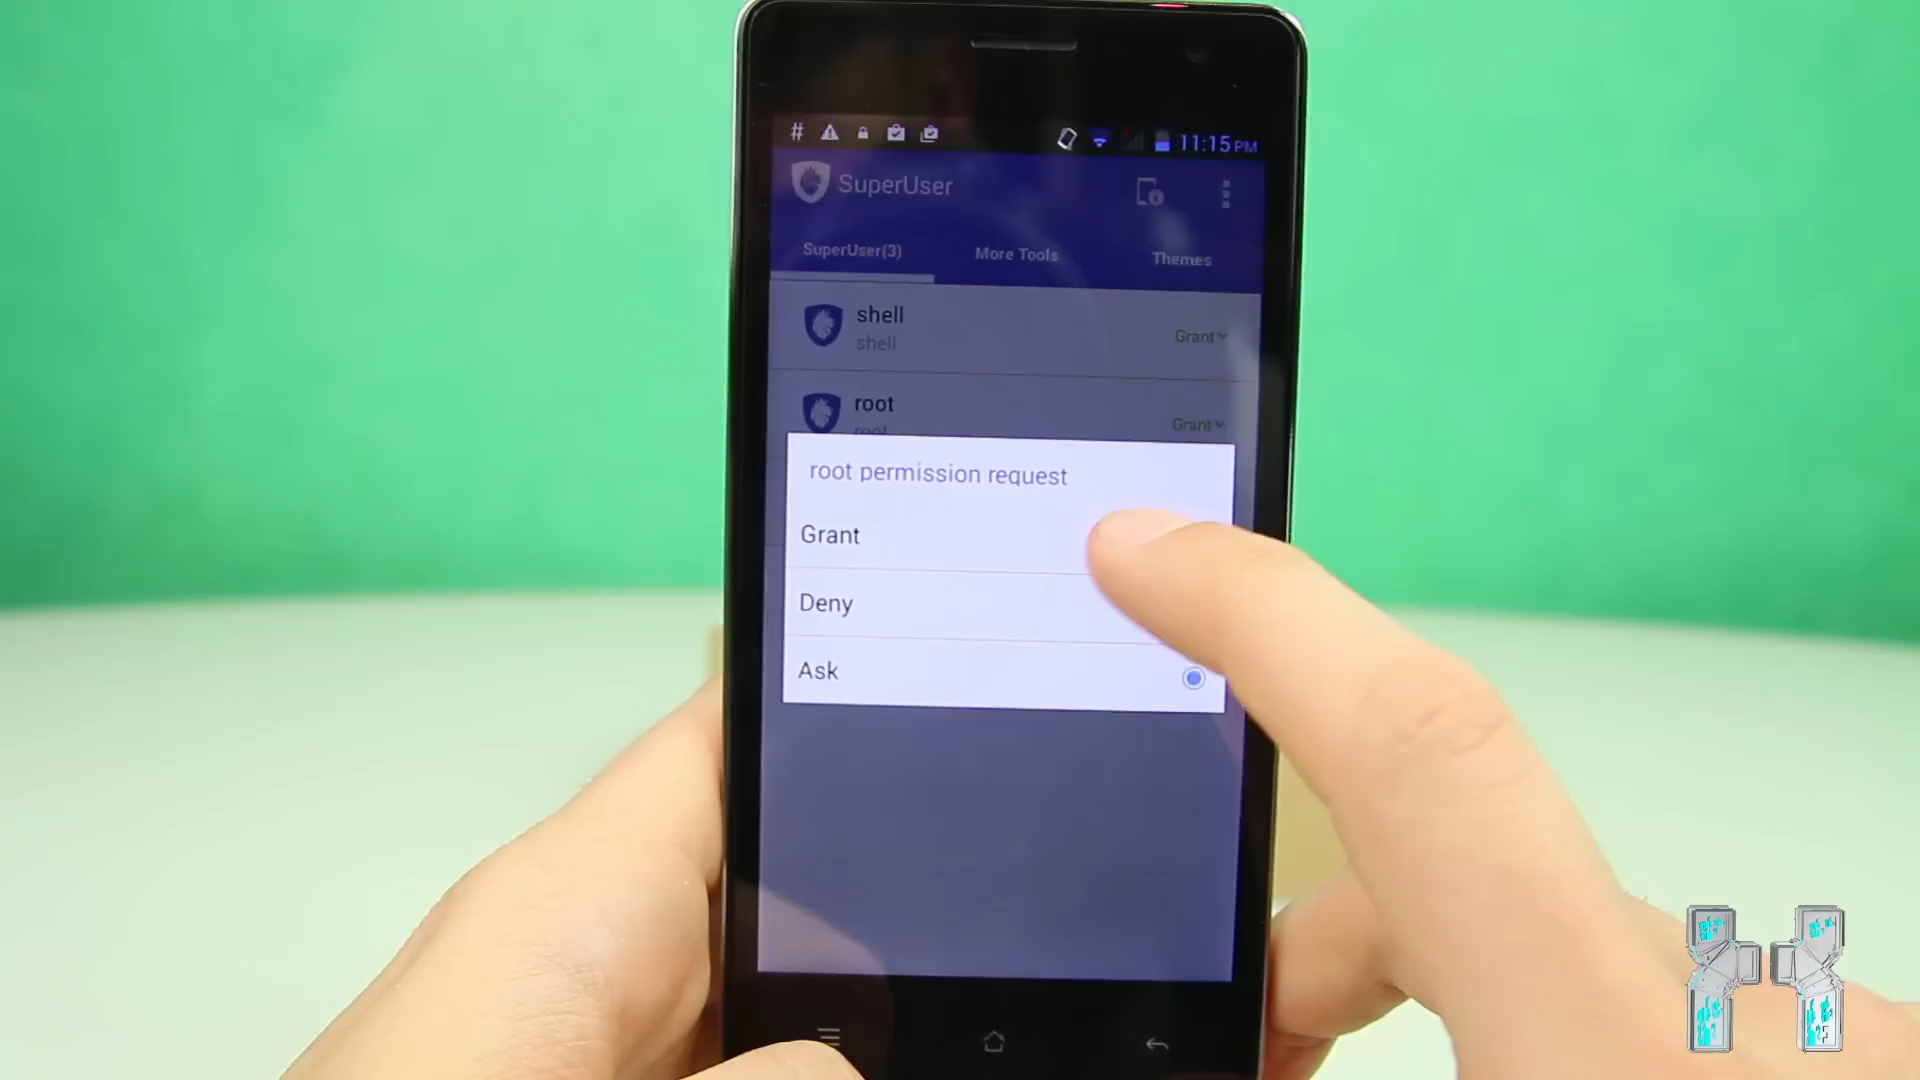 # 11:15 PM
SuperUser
SuperUser(3) More Tools Themes
shell
shell
Grant
root
root
Grant
root permission request
Grant
Deny
Ask